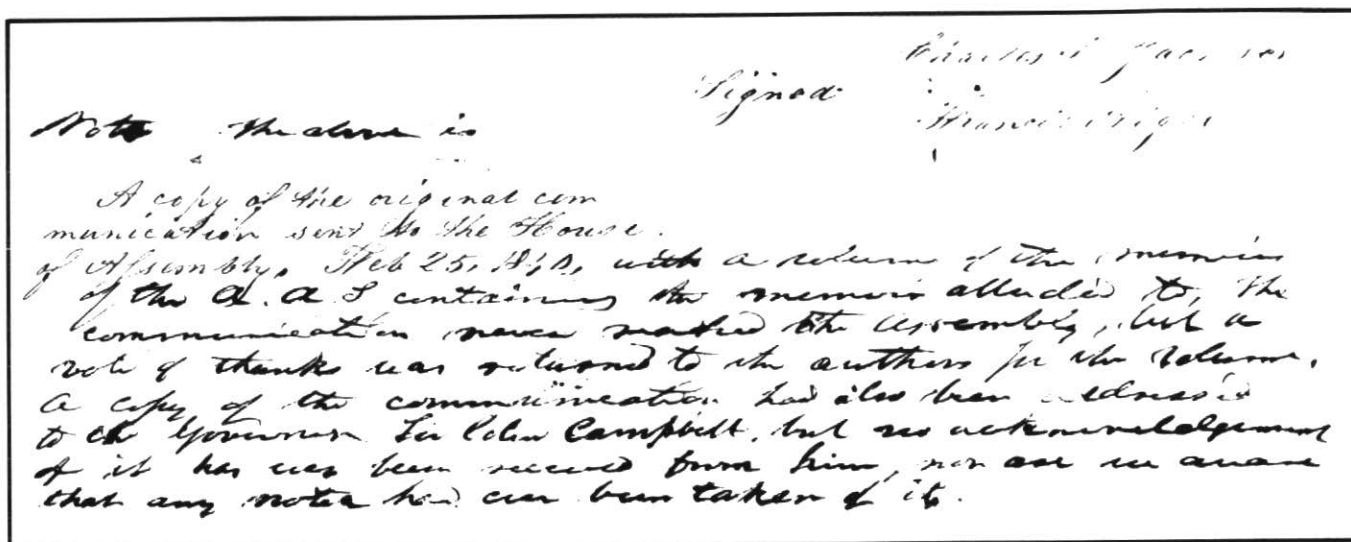 Charles T
Signed
Francis Alger
Note the above is
A copy of the original com
munication sent to the House
of Assembly, Feb 25, with a volume of the memoirs
of the A. A S containing the memoir alluded to, the
communication never reached the assembly, but a
vote of thanks was returned to the authors for the volume.
a copy of the communication had also been addressed
to the Governor Sir Colin Campbell, but no acknowledgement
of it has ever been received from him, nor are we aware
that any notice had ever been taken of it.